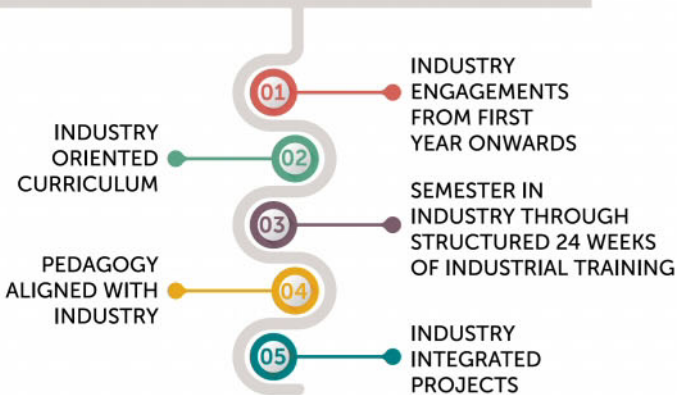 01
INDUSTRY
ENGAGEMENTS
FROM FIRST
YEAR ONWARDS
INDUSTRY
ORIENTED
CURRICULUM
02
03
SEMESTER IN
INDUSTRY THROUGH
STRUCTURED 24 WEEKS
OF INDUSTRIAL TRAINING
PEDAGOGY
ALIGNED WITH
INDUSTRY
04
05
INDUSTRY
INTEGRATED
PROJECTS